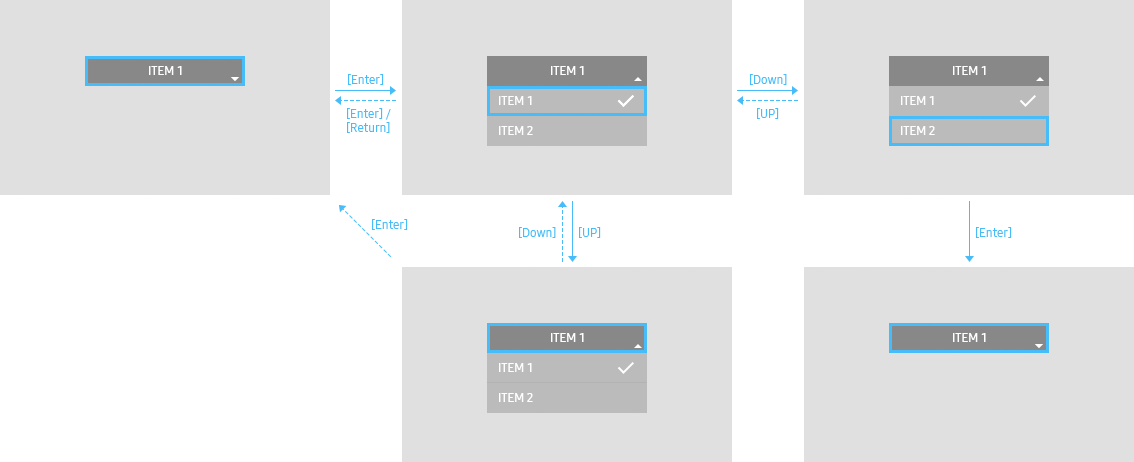 ITEM 1
[Enter]
[Enter] /
[Return]
ITEM 1
ITEM 1
ITEM 2
[Down]
[UP]
ITEM 1
ITEM 1
ITEM 2
[Enter]
[Down]
[UP]
[Enter]
ITEM 1
ITEM 1
ITEM 2
ITEM 1